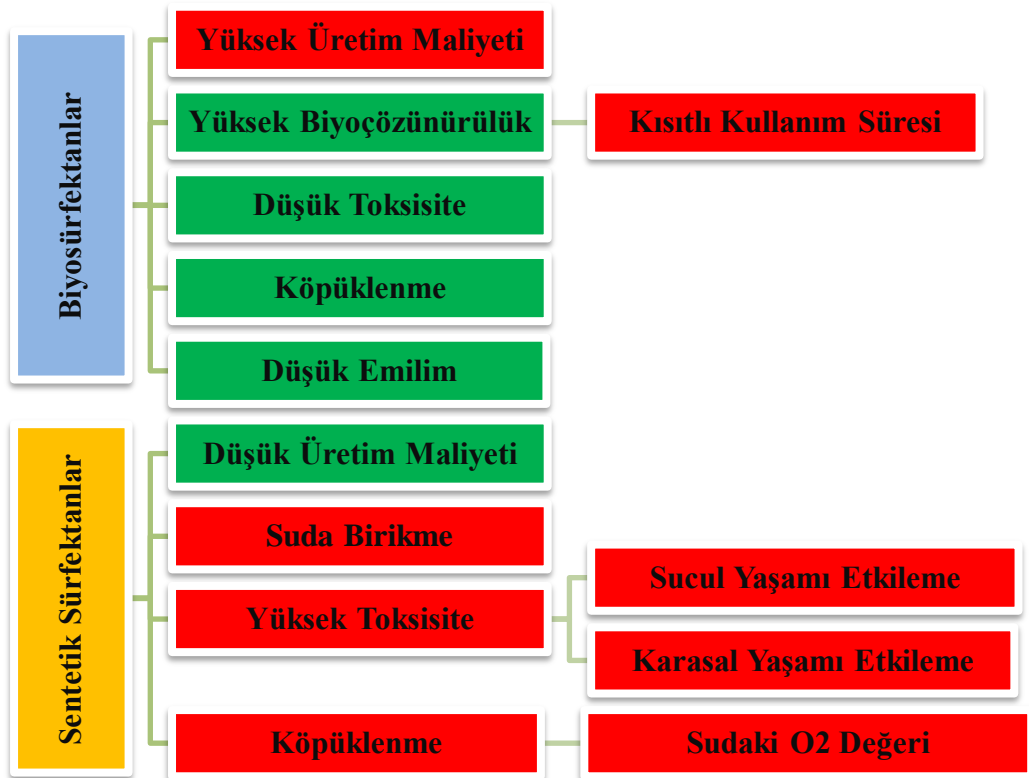 Biyosürfektanlar
Yüksek Üretim Maliyeti
Yüksek Biyoçözünürülük
Kısıtlı Kullanım Süresi
Düşük Toksisite
Köpüklenme
Düşük Emilim
Sentetik Sürfektanlar
Düşük Üretim Maliyeti
Suda Birikme
Yüksek Toksisite
Sucul Yaşamı Etkileme
Karasal Yaşamı Etkileme
Köpüklenme
Sudaki O2 Değeri